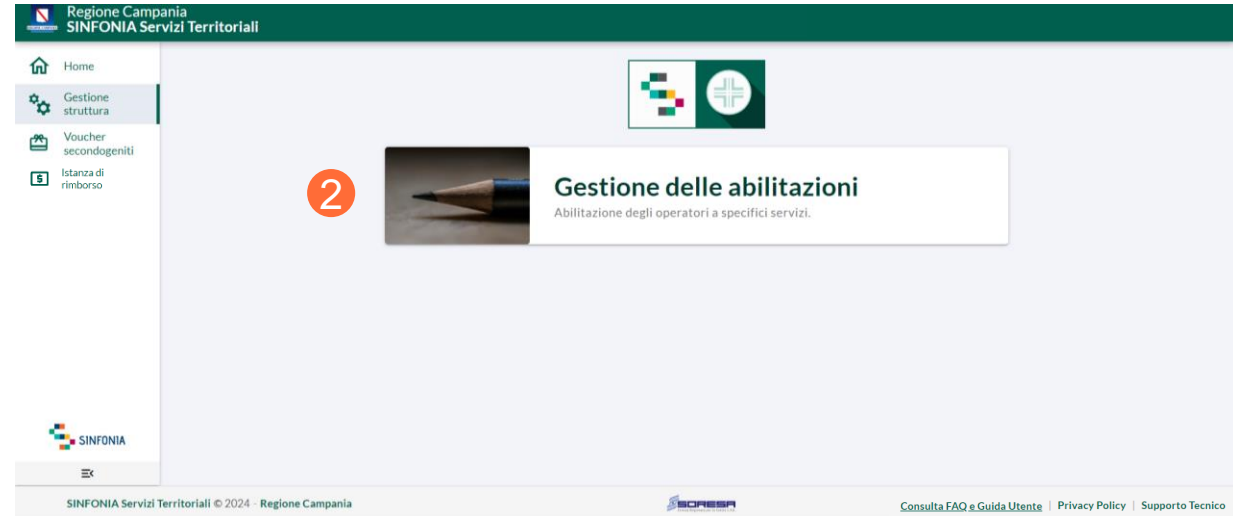 Regione Campania
SINFONIA Servizi Territoriali
Home
Gestione
struttura
Voucher
secondogeniti
Istanza di
rimborso
2
Gestione delle abilitazioni
Abilitazione degli operatori a specifici servizi.
SINFONIA
SINFONIA Servizi Territoriali © 2024 - Regione Campania
SORESA
Consulta FAQ e Guida Utente | Privacy Policy | Supporto Tecnico